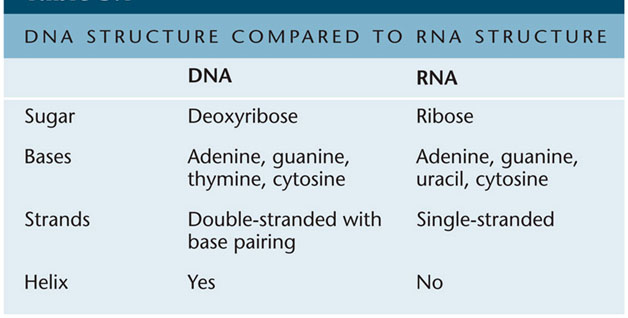 DNA STRUCTURE COMPARED TO RNA STRUCTURE
DNA RNA
Sugar Deoxyribose Ribose
Bases Adenine, guanine, Adenine, guanine,
thymine, cytosine uracil, cytosine
Strands Double-stranded with Single-stranded
base pairing
Helix Yes No